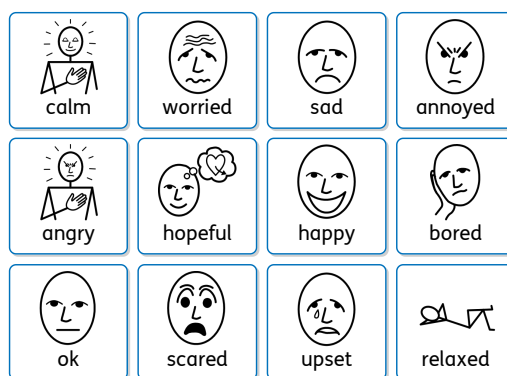 calm
worried
sad
annoyed
angry
hopeful
happy
bored
ok
scared
upset
relaxed